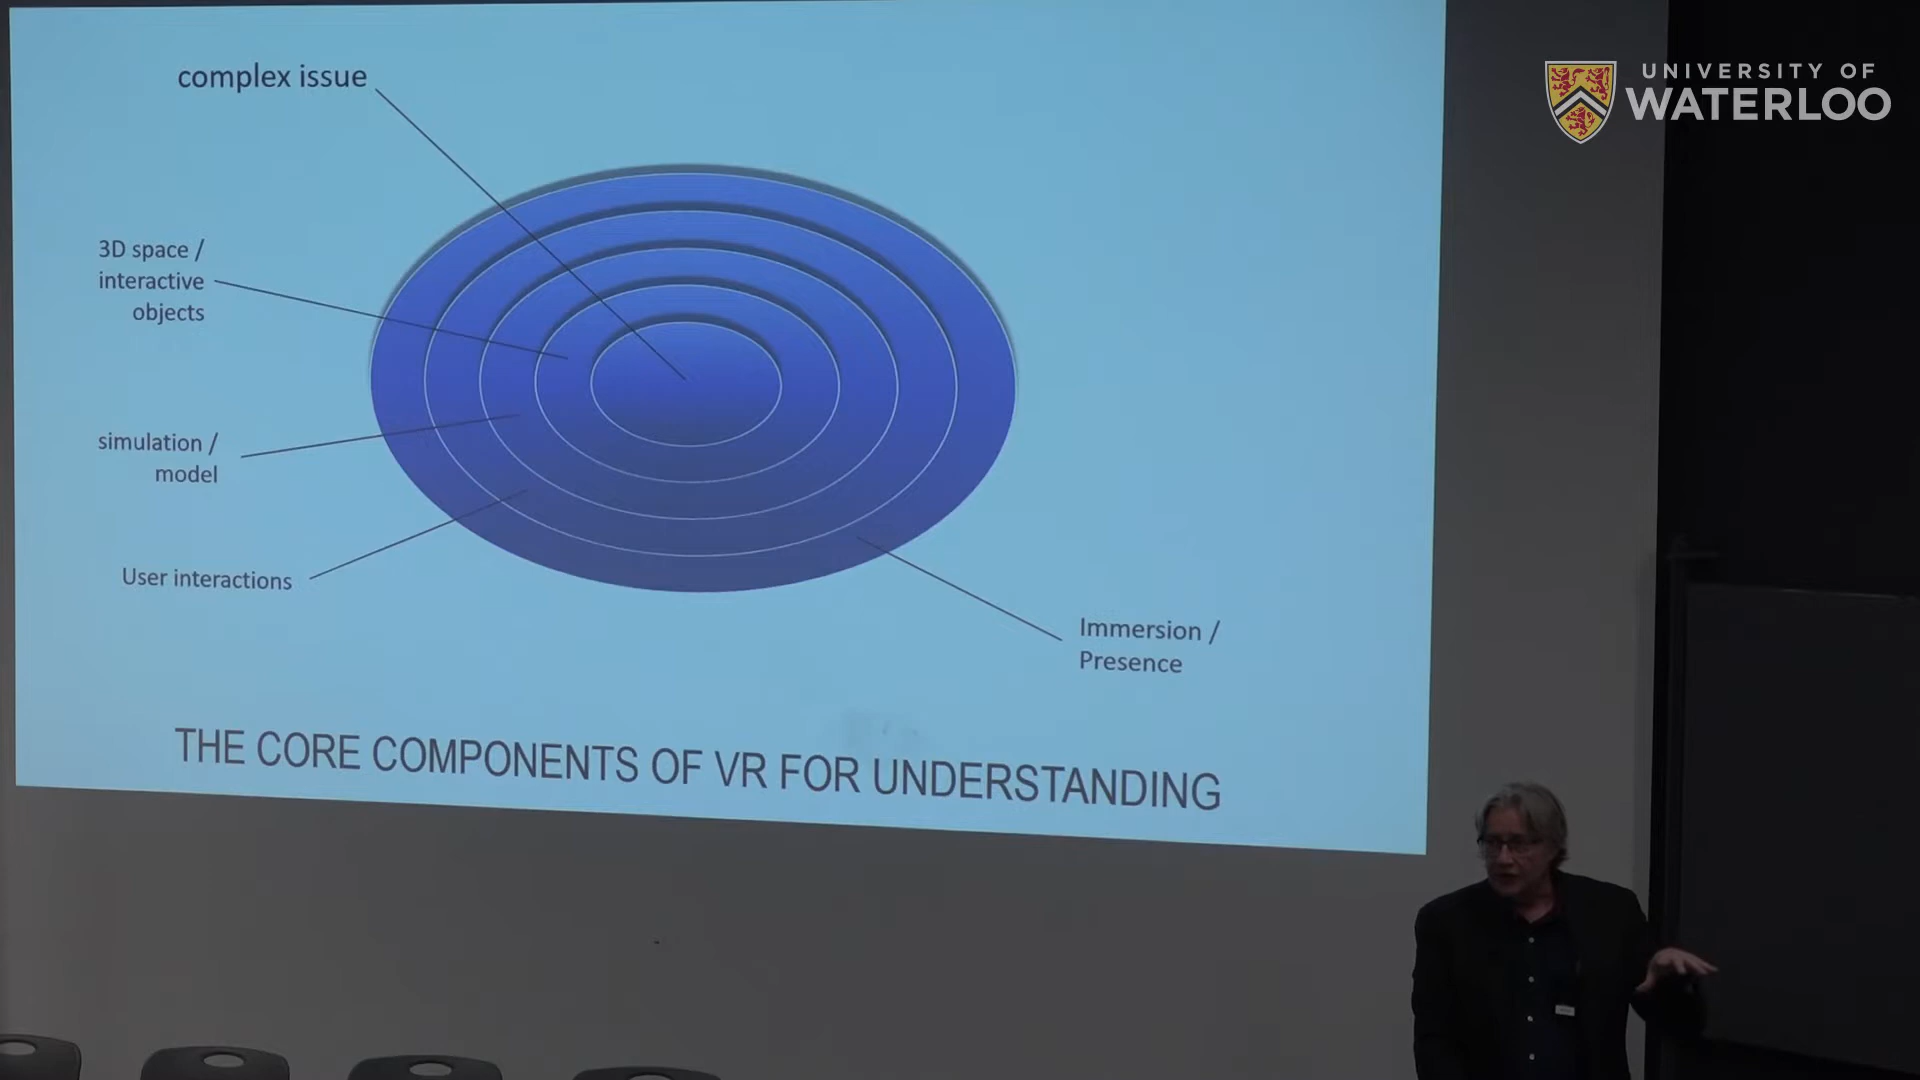 complex issue
3D space /
interactive
objects
simulation /
model
User interactions
Immersion /
Presence
THE CORE COMPONENTS OF VR FOR UNDERSTANDING
UNIVERSITY OF
WATERLOO